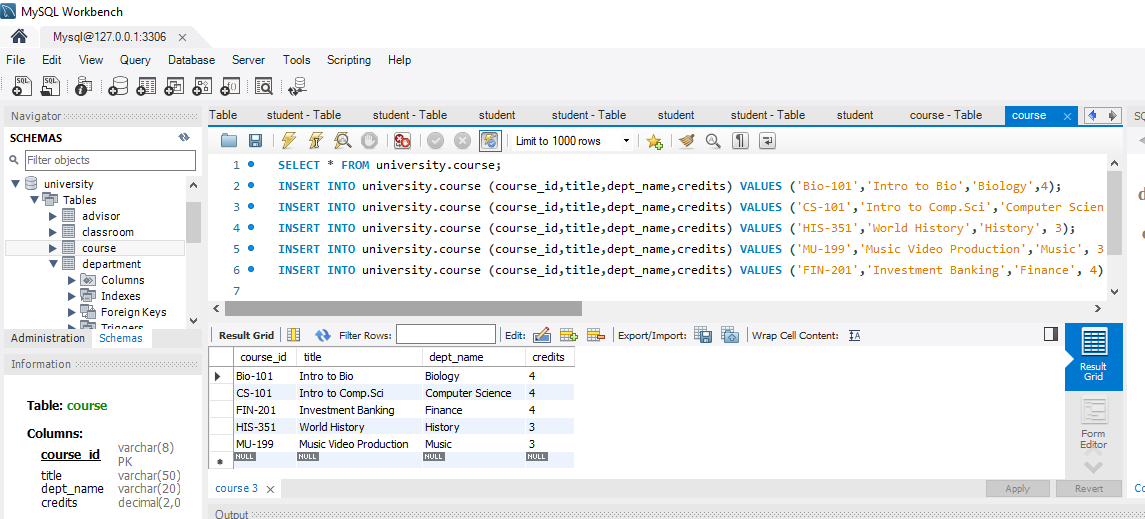 MySQL Workbench
Mysql@127.0.0.1:3306
File Edit View Query Database Server Tools Scripting Help
Navigator
SCHEMAS
Filter objects
university
Tables
advisor
classroom
course
department
Columns
Indexes
Foreign Keys
Triggers
Administration Schemas
Information
Table: course
Columns:
course_id varchar(8)
PK
title varchar(50)
dept_name varchar(20)
credits decimal(2,0
Table student - Table student - Table student student - Table student student - Table student course - Table course
Limit to 1000 rows
1 SELECT * FROM university.course;
2 INSERT INTO university.course (course_id,title,dept_name,credits) VALUES ('Bio-101','Intro to Bio','Biology',4);
3 INSERT INTO university.course (course_id,title,dept_name,credits) VALUES ('CS-101','Intro to Comp.Sci','Computer Scien
4 INSERT INTO university.course (course_id,title,dept_name,credits) VALUES ('HIS-351','World History','History', 3);
5 INSERT INTO university.course (course_id,title,dept_name,credits) VALUES ('MU-199','Music Video Production','Music', 3
6 INSERT INTO university.course (course_id,title,dept_name,credits) VALUES ('FIN-201','Investment Banking','Finance', 4)
7
Result Grid Filter Rows: Edit: Export/Import: Wrap Cell Content:
course_id title dept_name credits
Bio-101 Intro to Bio Biology 4
CS-101 Intro to Comp.Sci Computer Science 4
FIN-201 Investment Banking Finance 4
HIS-351 World History History 3
MU-199 Music Video Production Music 3
NULL NULL NULL NULL
Result
Grid
Form
Editor
course 3 Apply Revert
Output
SQ
d
Co